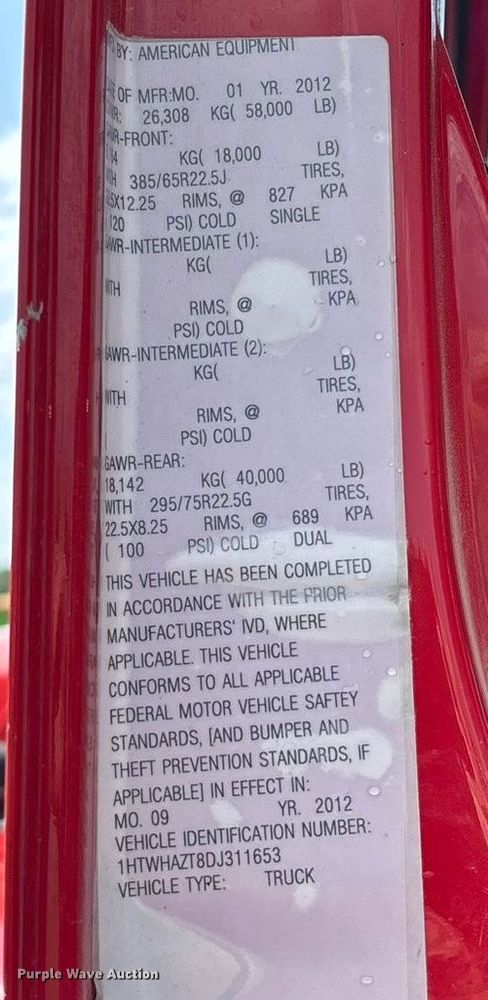 BY: AMERICAN EQUIPMENT
OF MFR:MO. 01 YR. 2012
26,308 KG( 58,000 LB)
-FRONT:
KG( 18,000 LB)
385/65R22.5J TIRES,
X12.25 RIMS, @ 827 KPA
120 PSI) COLD SINGLE
GAWR-INTERMEDIATE (1):
KG( LB)
WITH TIRES,
RIMS, @ KPA
PSI) COLD
GAWR-INTERMEDIATE (2):
KG( LB)
WITH TIRES,
RIMS, @ KPA
PSI) COLD
GAWR-REAR:
18,142 KG( 40,000 LB)
WITH 295/75R22.5G TIRES,
22.5X8.25 RIMS, @ 689 KPA
( 100 PSI) COLD DUAL
THIS VEHICLE HAS BEEN COMPLETED
IN ACCORDANCE WITH THE PRIOR
MANUFACTURERS' IVD, WHERE
APPLICABLE. THIS VEHICLE
CONFORMS TO ALL APPLICABLE
FEDERAL MOTOR VEHICLE SAFTEY
STANDARDS, [AND BUMPER AND
THEFT PREVENTION STANDARDS, IF
APPLICABLE] IN EFFECT IN:
MO. 09 YR. 2012
VEHICLE IDENTIFICATION NUMBER:
1HTWHAZT8DJ311653
VEHICLE TYPE: TRUCK
Purple Wave Auction